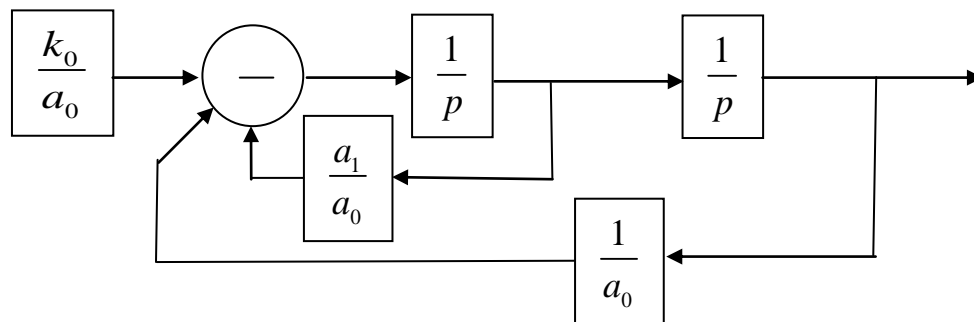 k₀/a₀
—
1/p
1/p
a₁/a₀
1/a₀